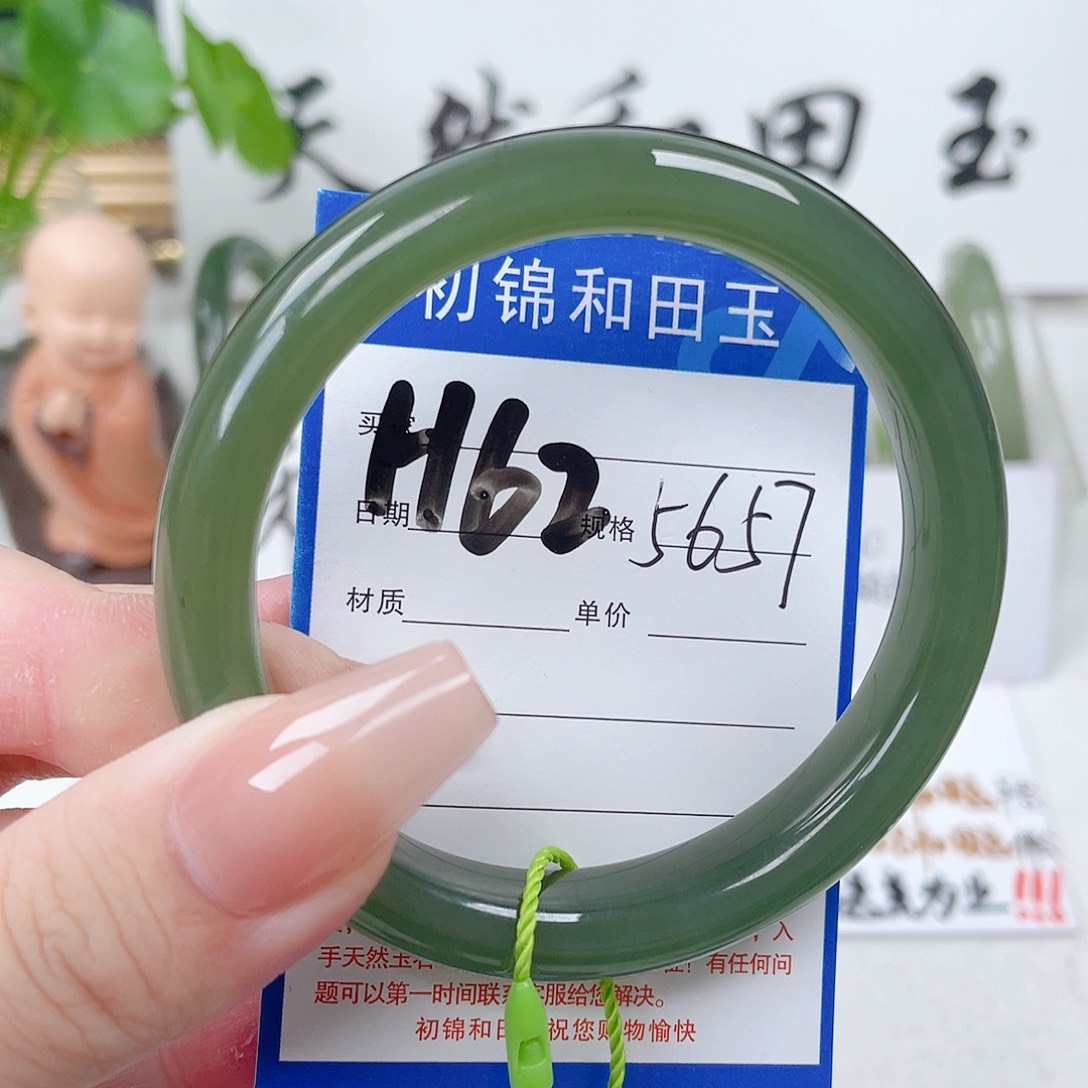 天然和田玉
初锦和田玉
买家
H62
日期 规格 5657
材质 单价
入
手天然玉石 有任何问
题可以第一时间联系客服给您解决。
初锦和田 祝您购物愉快